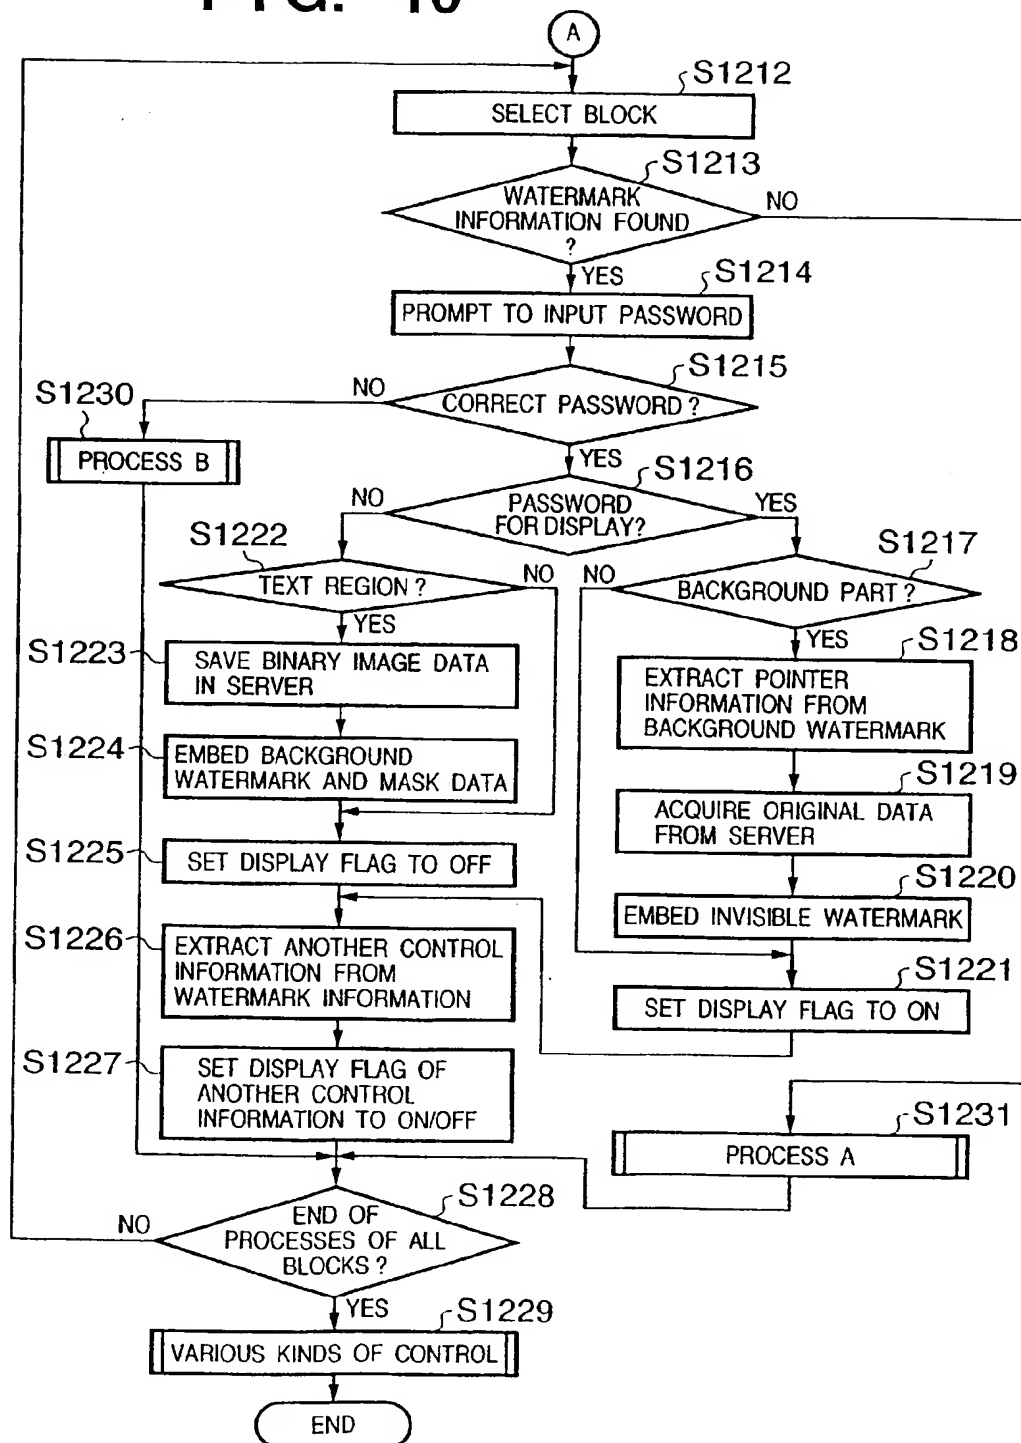 FIG. 10
A
S1212
SELECT BLOCK
S1213
WATERMARK
INFORMATION FOUND
?
NO
YES
S1214
PROMPT TO INPUT PASSWORD
S1215
CORRECT PASSWORD?
NO
S1230
PROCESS B
YES
S1216
PASSWORD
FOR DISPLAY?
NO
YES
S1222
TEXT REGION?
NO
YES
S1217
BACKGROUND PART?
NO
YES
S1223
SAVE BINARY IMAGE DATA
IN SERVER
S1218
EXTRACT POINTER
INFORMATION FROM
BACKGROUND WATERMARK
S1224
EMBED BACKGROUND
WATERMARK AND MASK DATA
S1219
ACQUIRE ORIGINAL DATA
FROM SERVER
S1225
SET DISPLAY FLAG TO OFF
S1220
EMBED INVISIBLE WATERMARK
S1226
EXTRACT ANOTHER CONTROL
INFORMATION FROM
WATERMARK INFORMATION
S1221
SET DISPLAY FLAG TO ON
S1227
SET DISPLAY FLAG OF
ANOTHER CONTROL
INFORMATION TO ON/OFF
S1231
PROCESS A
S1228
END OF
PROCESSES OF ALL
BLOCKS?
NO
YES
S1229
VARIOUS KINDS OF CONTROL
END